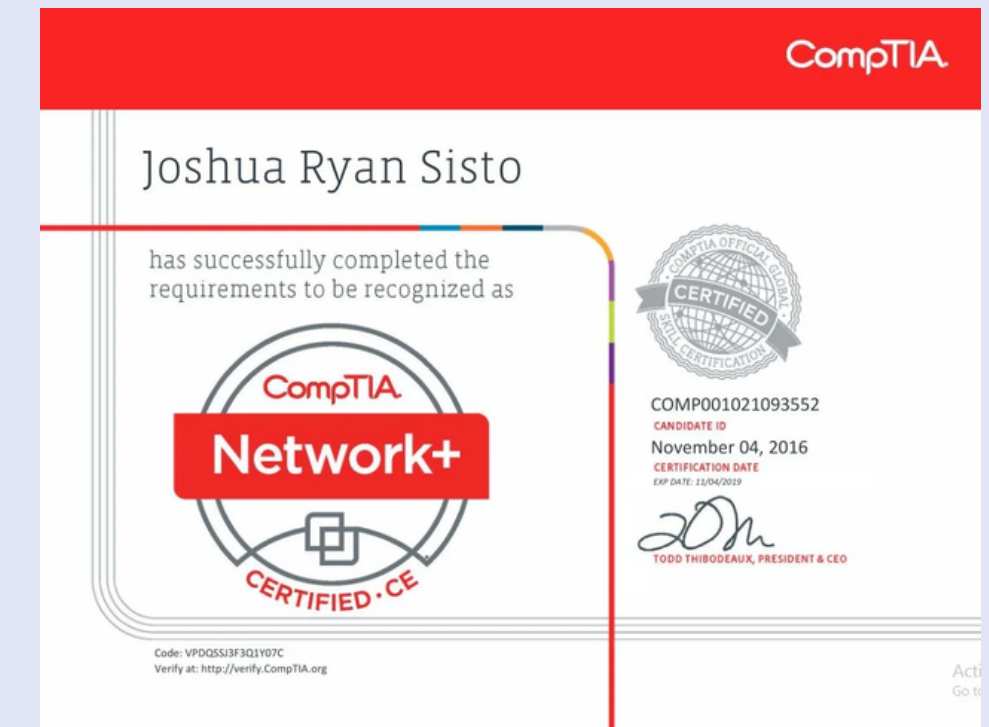 CompTIA.
Joshua Ryan Sisto
has successfully completed the
requirements to be recognized as
CompTIA.
Network+
CERTIFIED · CE
COMPTIA OFFICIAL GLOBAL
CERTIFIED
SKILL CERTIFICATION
COMP001021093552
CANDIDATE ID
November 04, 2016
CERTIFICATION DATE
EXP DATE: 11/04/2019
TODD THIBODEAUX, PRESIDENT & CEO
Code: VPDQSSJ3F3Q1Y07C
Verify at: http://verify.CompTIA.org
Go to